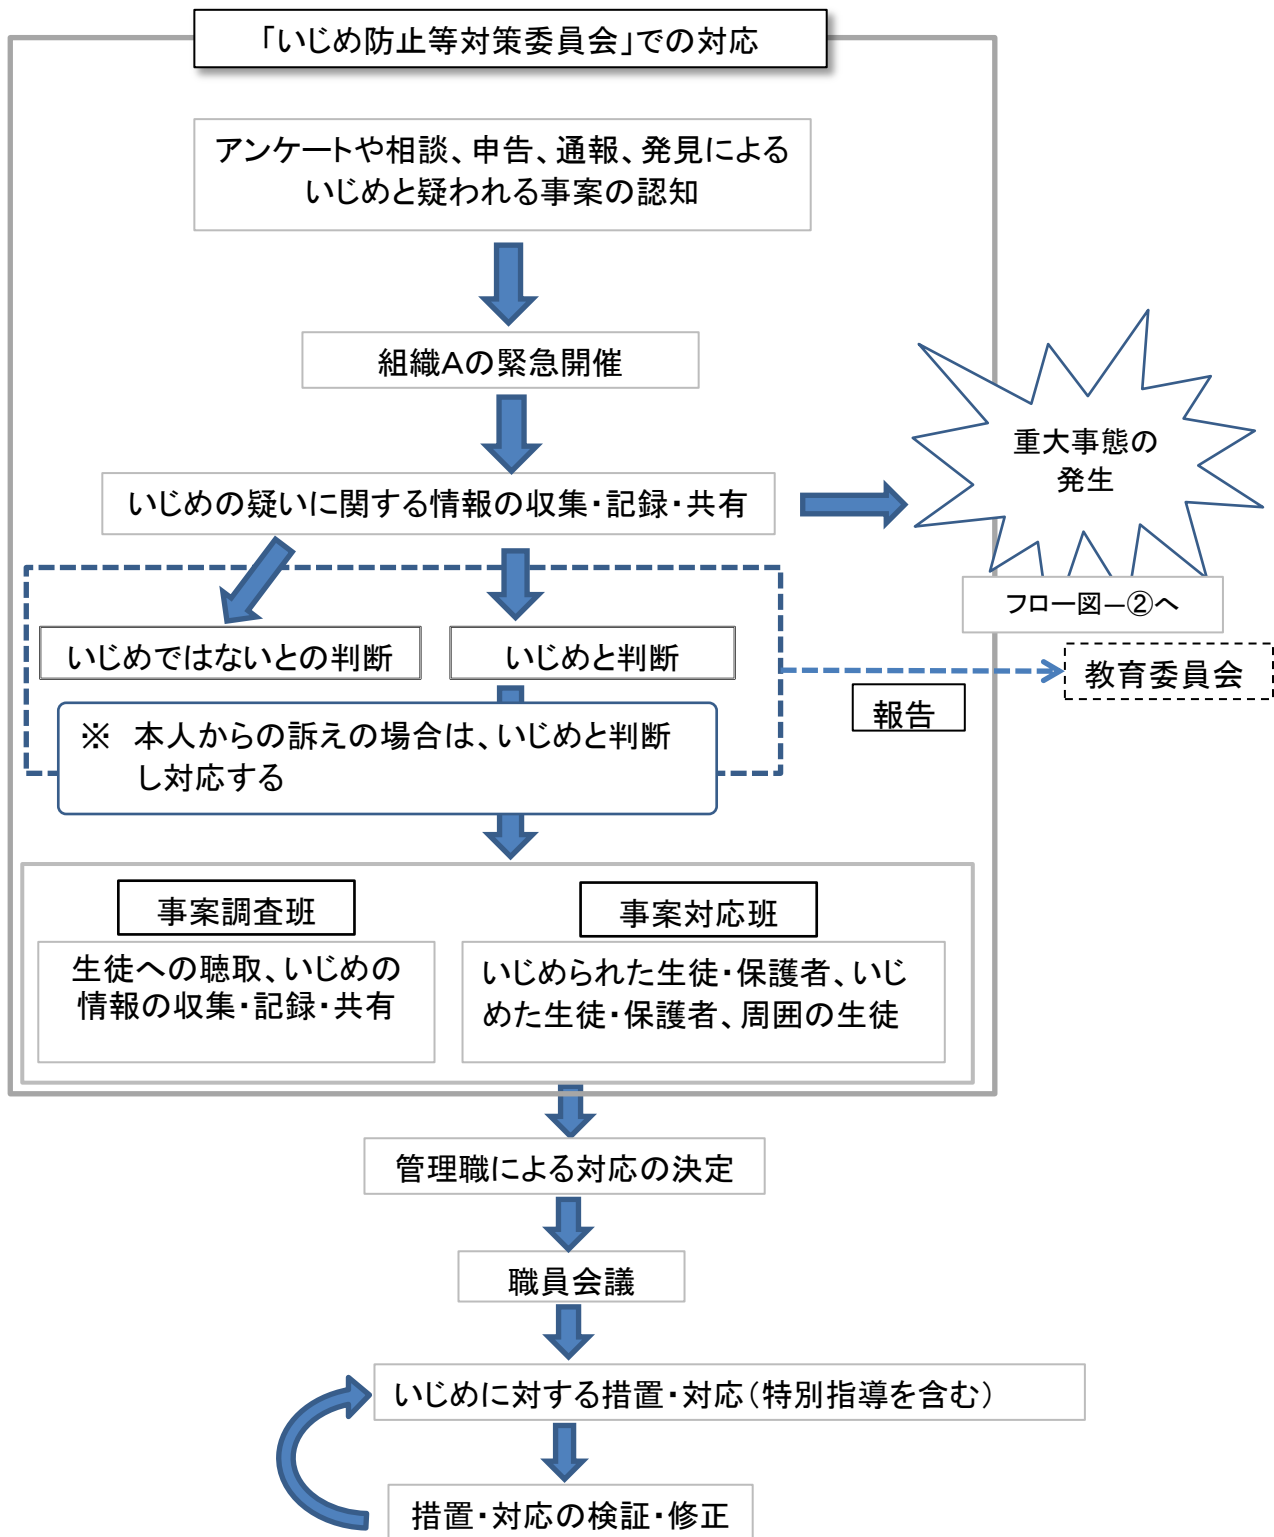 「いじめ防止等対策委員会」での対応
アンケートや相談、申告、通報、発見による
いじめと疑われる事案の認知
組織Aの緊急開催
いじめの疑いに関する情報の収集・記録・共有
重大事態の
発生
フロー図―②へ
いじめではないとの判断
いじめと判断
教育委員会
報告
※　本人からの訴えの場合は、いじめと判断
し対応する
事案調査班
生徒への聴取、いじめの
情報の収集・記録・共有
事案対応班
いじめられた生徒・保護者、いじ
めた生徒・保護者、周囲の生徒
管理職による対応の決定
職員会議
いじめに対する措置・対応（特別指導を含む）
措置・対応の検証・修正